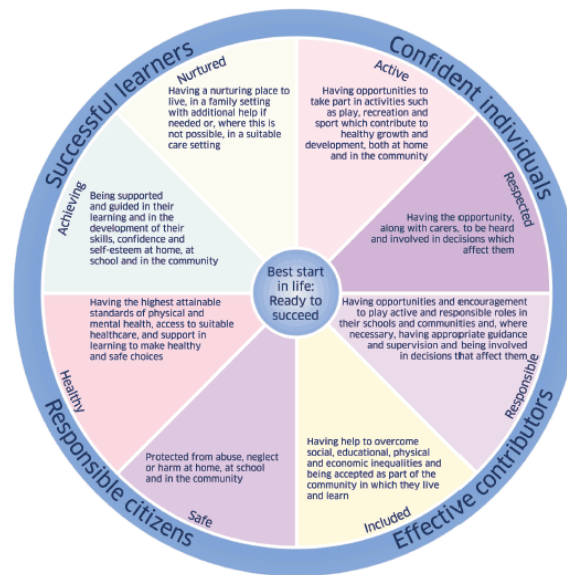 Successful learners
Confident individuals
Nurtured
Having a nurturing place to
live, in a family setting
with additional help if
needed or, where this is
not possible, in a suitable
care setting
Active
Having opportunities to
take part in activities such
as play, recreation and
sport which contribute to
healthy growth and
development, both at home
and in the community
Achieving
Being supported
and guided in their
learning and in the
development of their
skills, confidence and
self-esteem at home, at
school and in the community
Respected
Having the opportunity,
along with carers, to be heard
and involved in decisions which
affect them
Best start
in life:
Ready to
succeed
Healthy
Having the highest attainable
standards of physical and
mental health, access to suitable
healthcare, and support in
learning to make healthy
and safe choices
Having opportunities and encouragement
to play active and responsible roles in
their schools and communities and, where
necessary, having appropriate guidance
and supervision and being involved
in decisions that affect them
Responsible
Protected from abuse, neglect
or harm at home, at school
and in the community
Safe
Having help to overcome
social, educational, physical
and economic inequalities and
being accepted as part of the
community in which they live
and learn
Included
Responsible citizens
Effective contributors